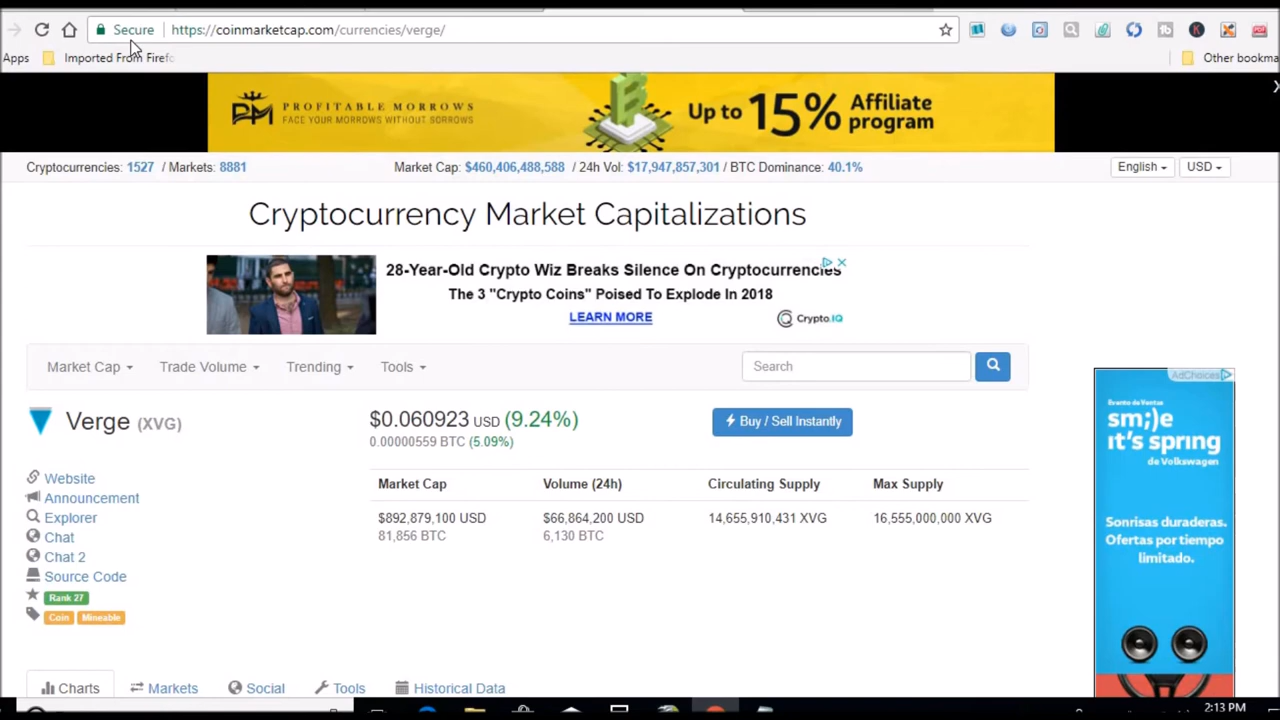 Secure https://coinmarketcap.com/currencies/verge/
Apps Imported From Firefo Other bookma
PM PROFITABLE MORROWS
FACE YOUR MORROWS WITHOUT SORROWS
Up to 15% Affiliate program
Cryptocurrencies: 1527 / Markets: 8881 Market Cap: $460,406,488,588 / 24h Vol: $17,947,857,301 / BTC Dominance: 40.1% English USD
Cryptocurrency Market Capitalizations
28-Year-Old Crypto Wiz Breaks Silence On Cryptocurrencies
The 3 "Crypto Coins" Poised To Explode In 2018
LEARN MORE Crypto.IQ
Market Cap Trade Volume Trending Tools Search
Verge (XVG) $0.060923 USD (9.24%) Buy / Sell Instantly
0.00000559 BTC (5.09%)
Market Cap Volume (24h) Circulating Supply Max Supply
$892,879,100 USD $66,864,200 USD 14,655,910,431 XVG 16,555,000,000 XVG
81,856 BTC 6,130 BTC
Website
Announcement
Explorer
Chat
Chat 2
Source Code
Rank 27
Coin Mineable
AdChoices
Evento de Ventas
sm;)e
it's spring
de Volkswagen
Sonrisas duraderas.
Ofertas por tiempo
limitado.
Charts Markets Social Tools Historical Data
2:13 PM